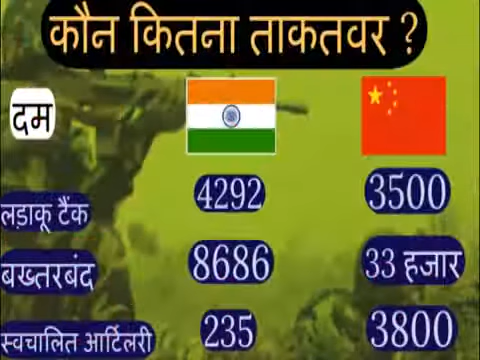 कौन कितना ताकतवर ?
दम
लड़ाकू टैंक 4292 3500
बख्तरबंद 8686 33 हजार
स्वचालित आर्टिलरी 235 3800